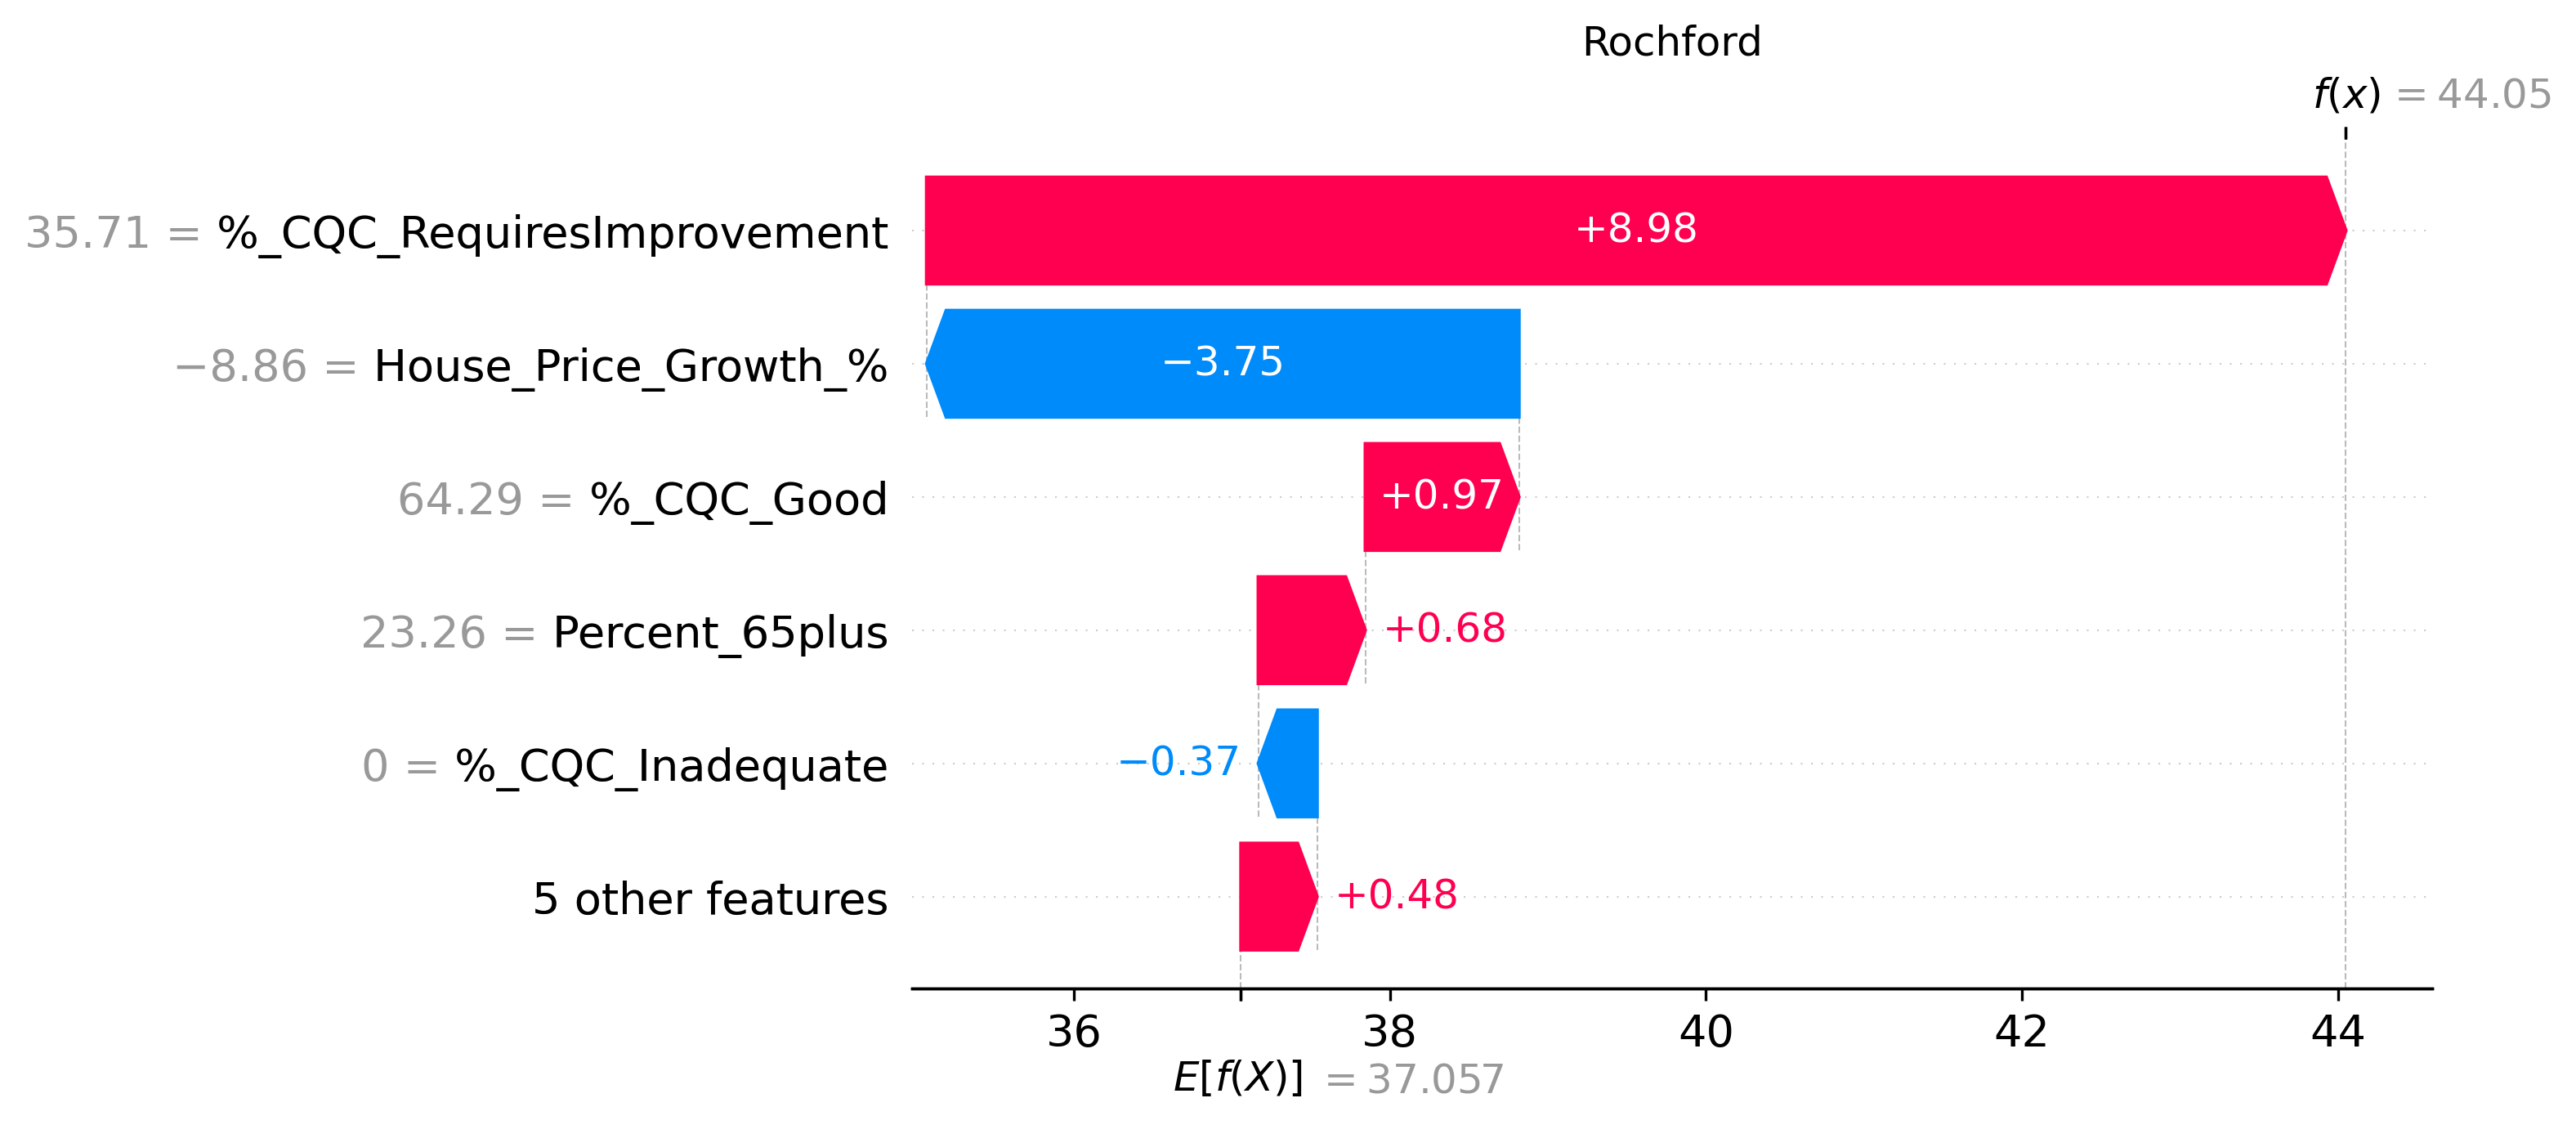 Rochford
f(x) = 44.05
35.71 = %_CQC_RequiresImprovement
+8.98
−8.86 = House_Price_Growth_%
−3.75
64.29 = %_CQC_Good
+0.97
23.26 = Percent_65plus
+0.68
0 = %_CQC_Inadequate
−0.37
5 other features
+0.48
36 38 40 42 44
E[f(X)] = 37.057